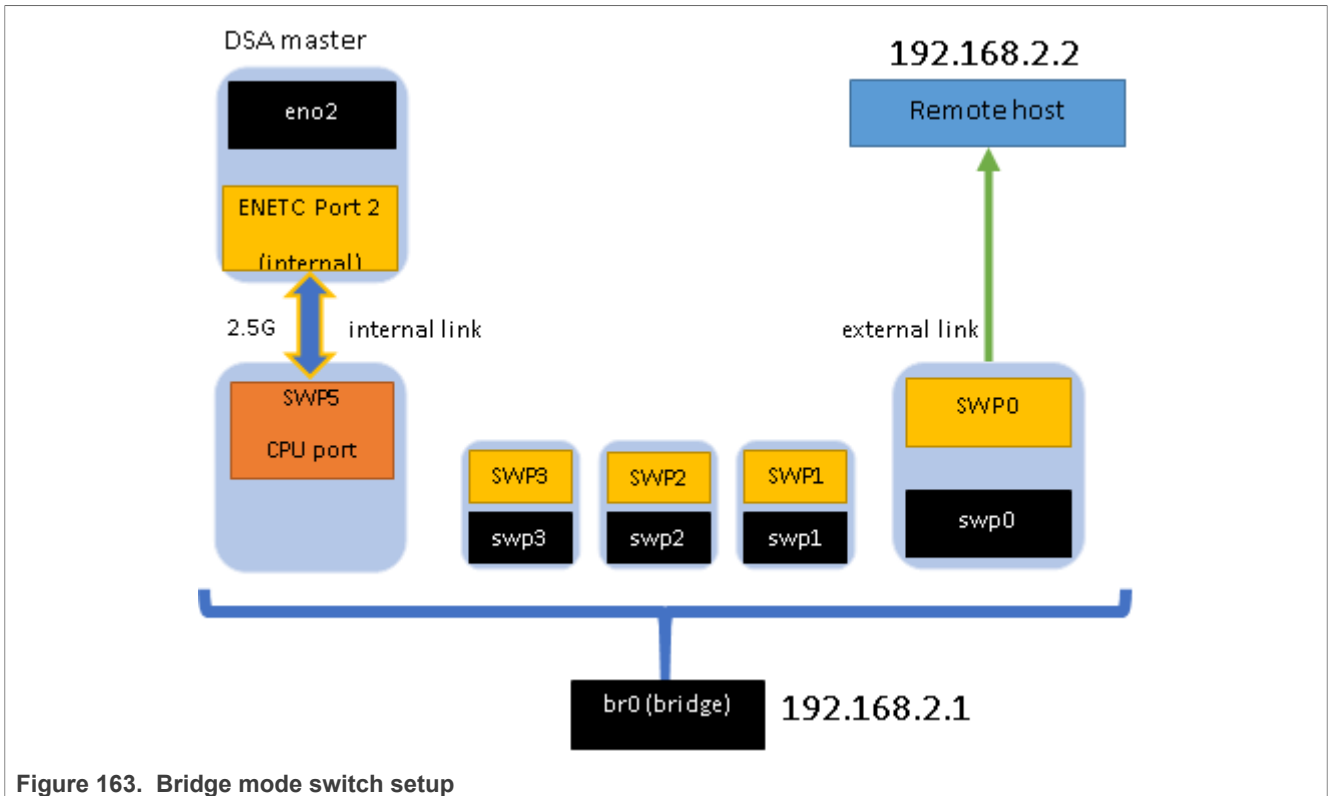 DSA master
eno2
ENETC Port 2
(internal)
192.168.2.2
Remote host
2.5G
internal link
external link
SWP5
CPU port
SWP3
swp3
SWP2
swp2
SWP1
swp1
SWP0
swp0
br0 (bridge)
192.168.2.1
Figure 163. Bridge mode switch setup